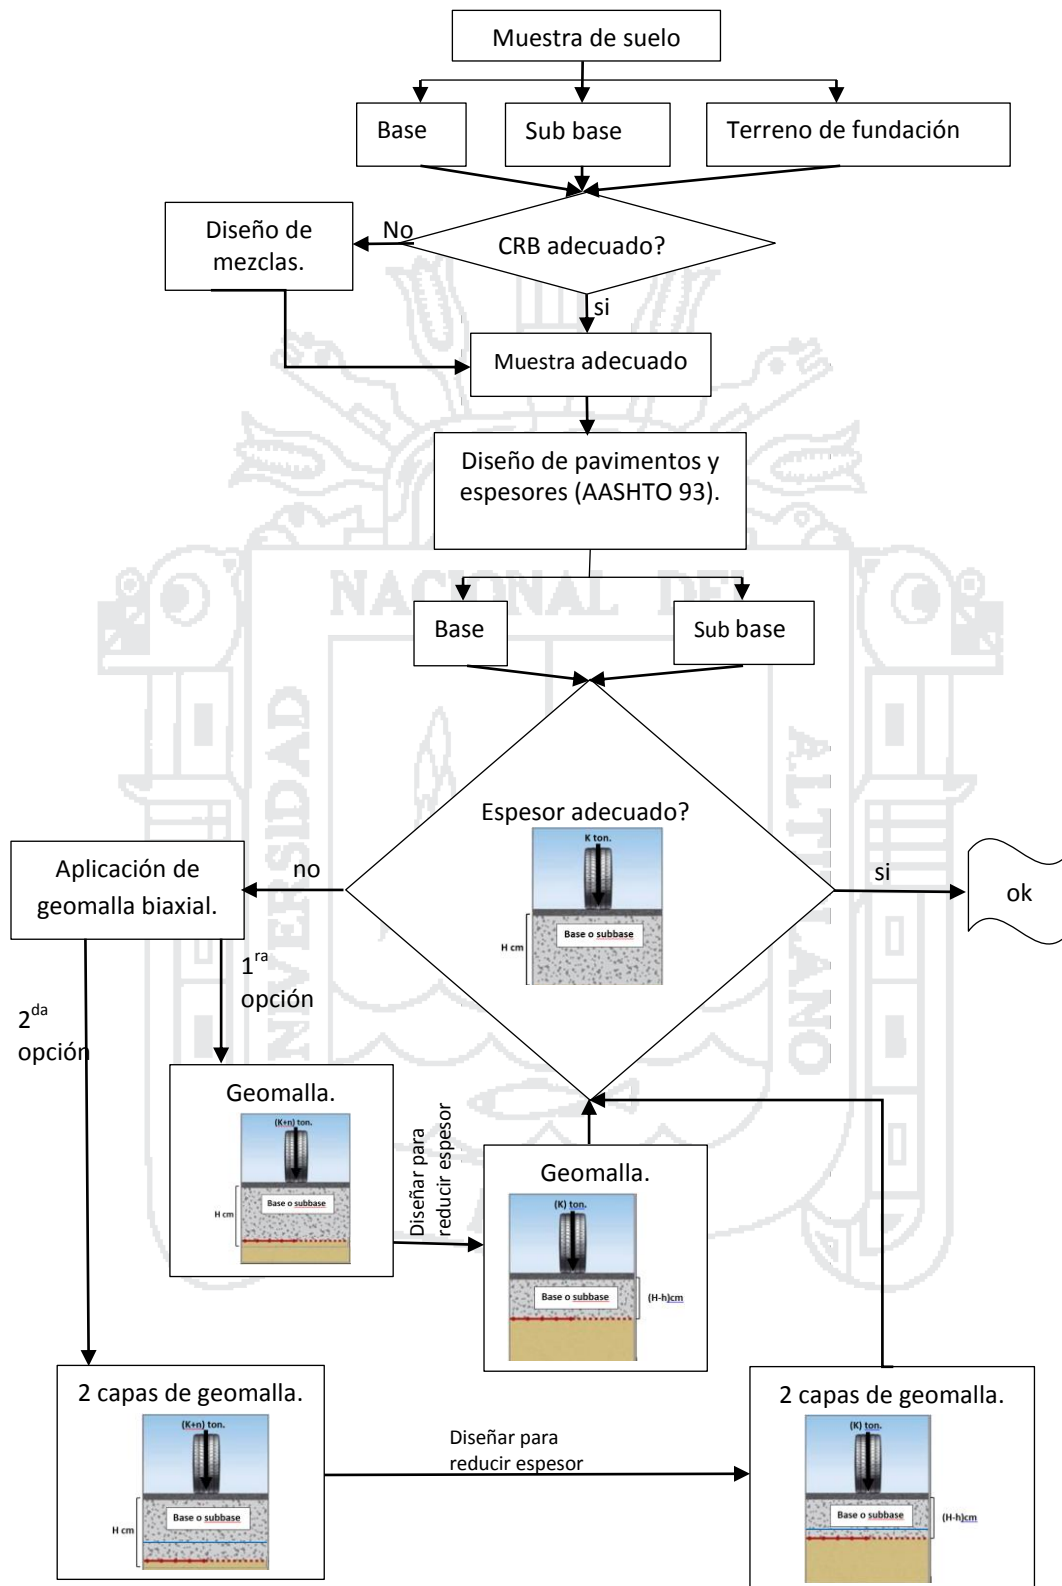 Muestra de suelo
Base
Sub base
Terreno de fundación
Diseño de
mezclas.
No
CRB adecuado?
si
Muestra adecuado
Diseño de pavimentos y
espesores (AASHTO 93).
NACIONAL DEL
UNIVERSIDAD
ALTIPLANO
Base
Sub base
Espesor adecuado?
K ton.
Base o subbase
H cm
no
si
ok
Aplicación de
geomalla biaxial.
1ra
opción
2da
opción
Geomalla.
(K+n) ton.
Base o subbase
H cm
Diseñar para
reducir espesor
Geomalla.
(K) ton.
Base o subbase
(H-h)cm
2 capas de geomalla.
(K+n) ton.
Base o subbase
H cm
Diseñar para
reducir espesor
2 capas de geomalla.
(K) ton.
Base o subbase
(H-h)cm